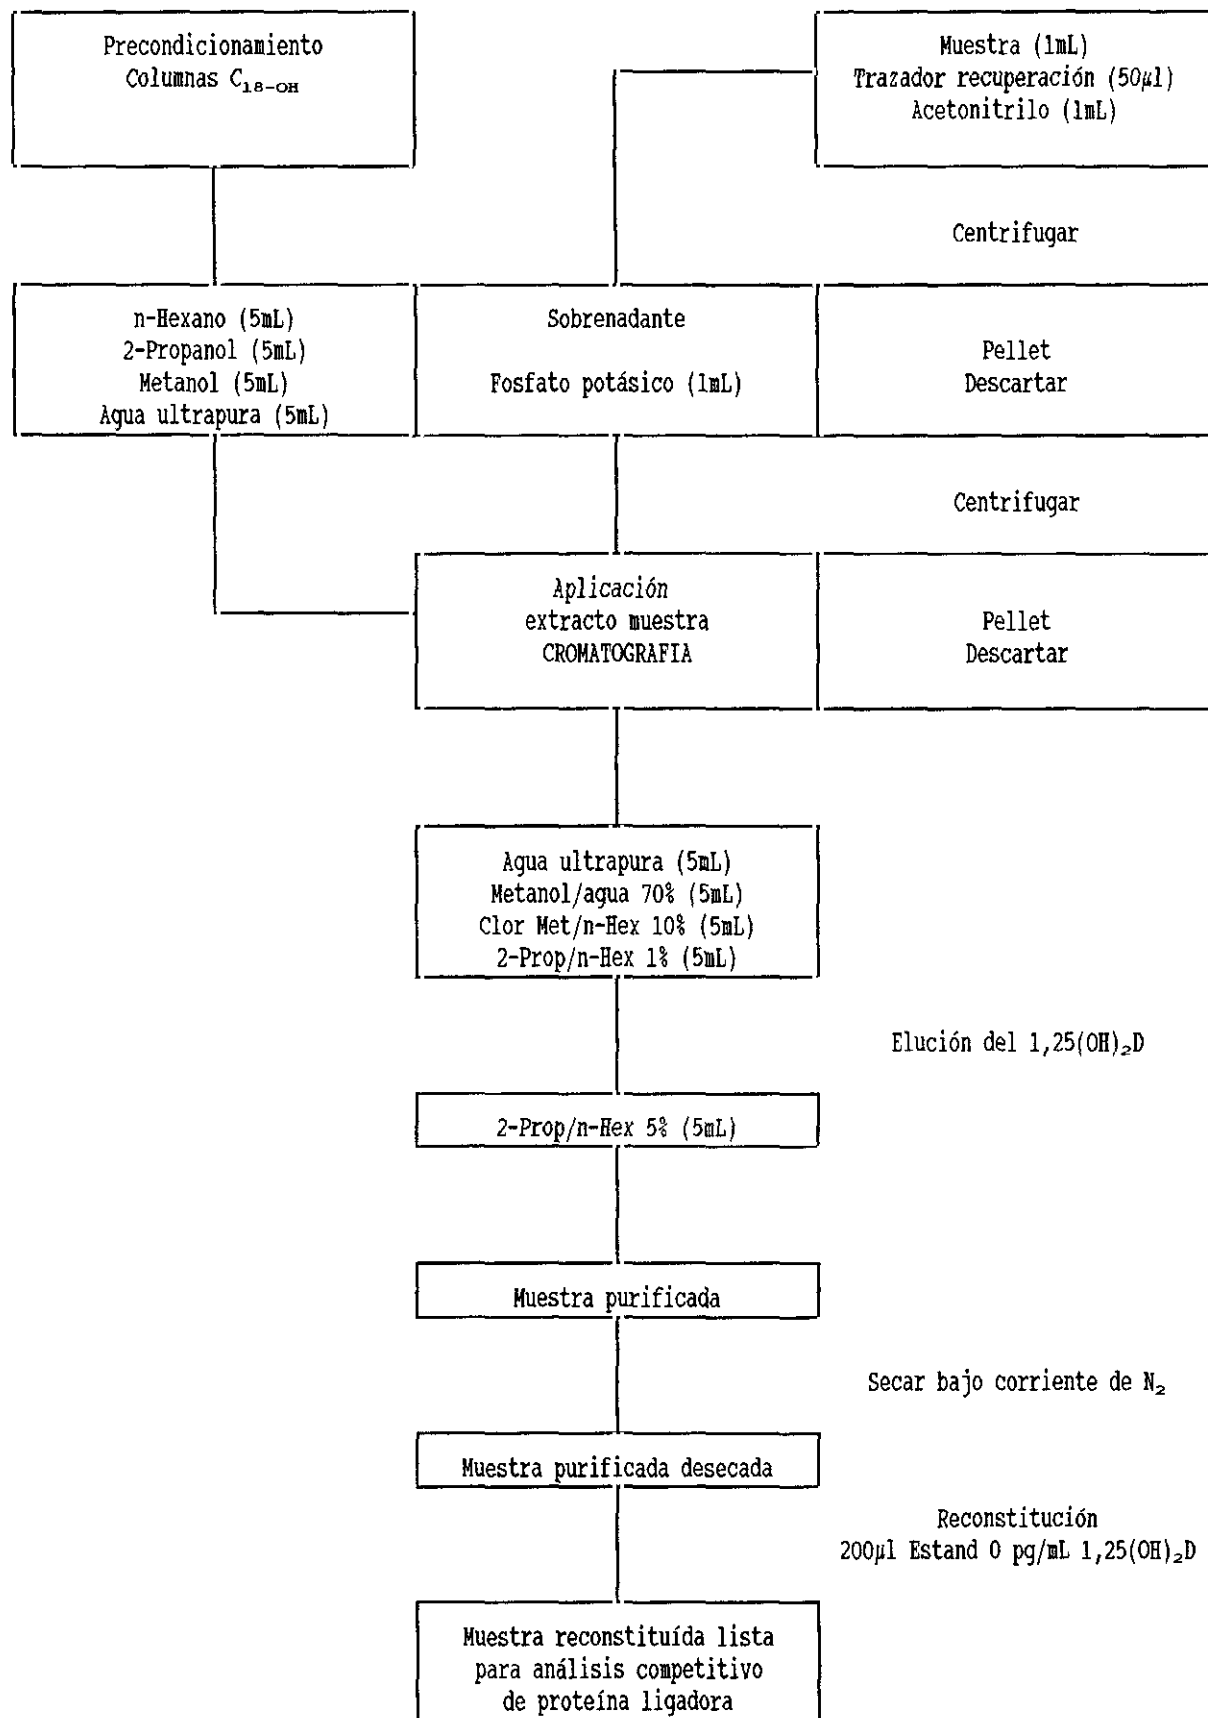 Precondicionamiento
Columnas C₁₈₋OH
Muestra (1mL)
Trazador recuperación (50µl)
Acetonitrilo (1mL)
Centrifugar
n-Hexano (5mL)
2-Propanol (5mL)
Metanol (5mL)
Agua ultrapura (5mL)
Sobrenadante
Fosfato potásico (1mL)
Pellet
Descartar
Centrifugar
Aplicación
extracto muestra
CROMATOGRAFIA
Pellet
Descartar
Agua ultrapura (5mL)
Metanol/agua 70% (5mL)
Clor Met/n-Hex 10% (5mL)
2-Prop/n-Hex 1% (5mL)
Elución del 1,25(OH)₂D
2-Prop/n-Hex 5% (5mL)
Muestra purificada
Secar bajo corriente de N₂
Muestra purificada desecada
Reconstitución
200µl Estand 0 pg/mL 1,25(OH)₂D
Muestra reconstituída lista
para análisis competitivo
de proteína ligadora